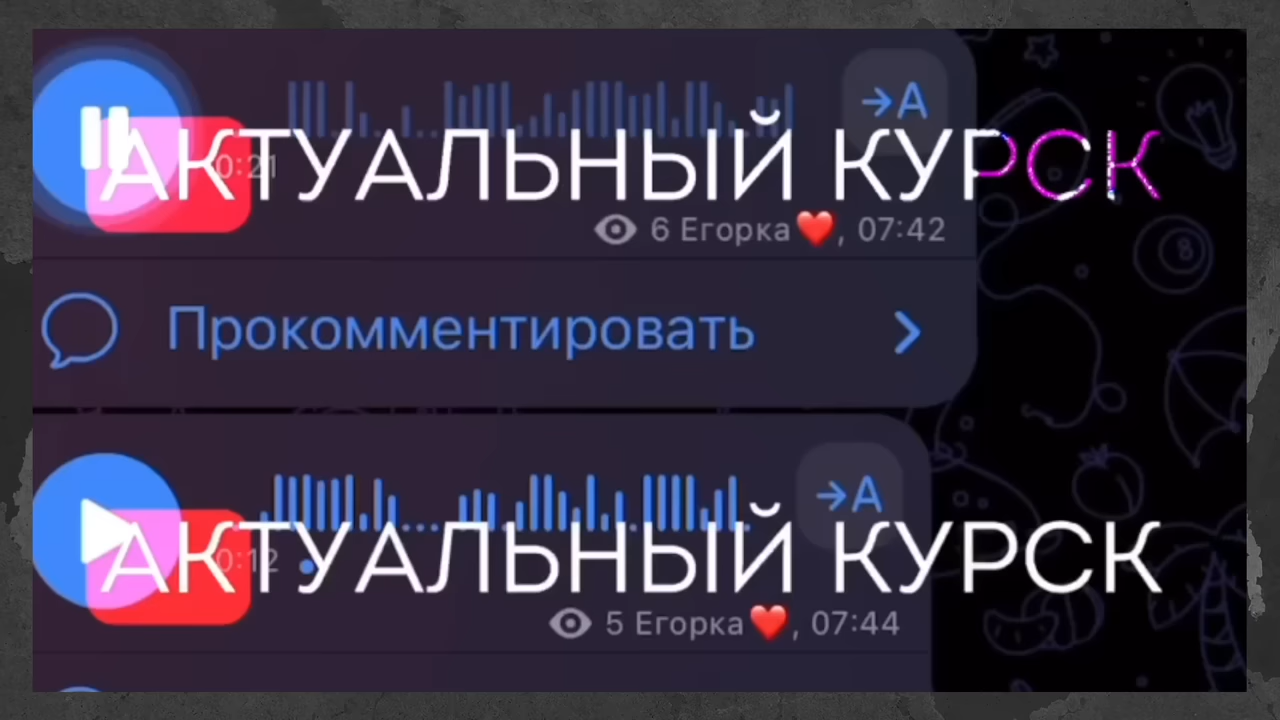 →A
АКТУАЛЬНЫЙ КУРСК
0:21
6 Егорка❤️, 07:42
Прокомментировать
→A
АКТУАЛЬНЫЙ КУРСК
0:12
5 Егорка❤️, 07:44